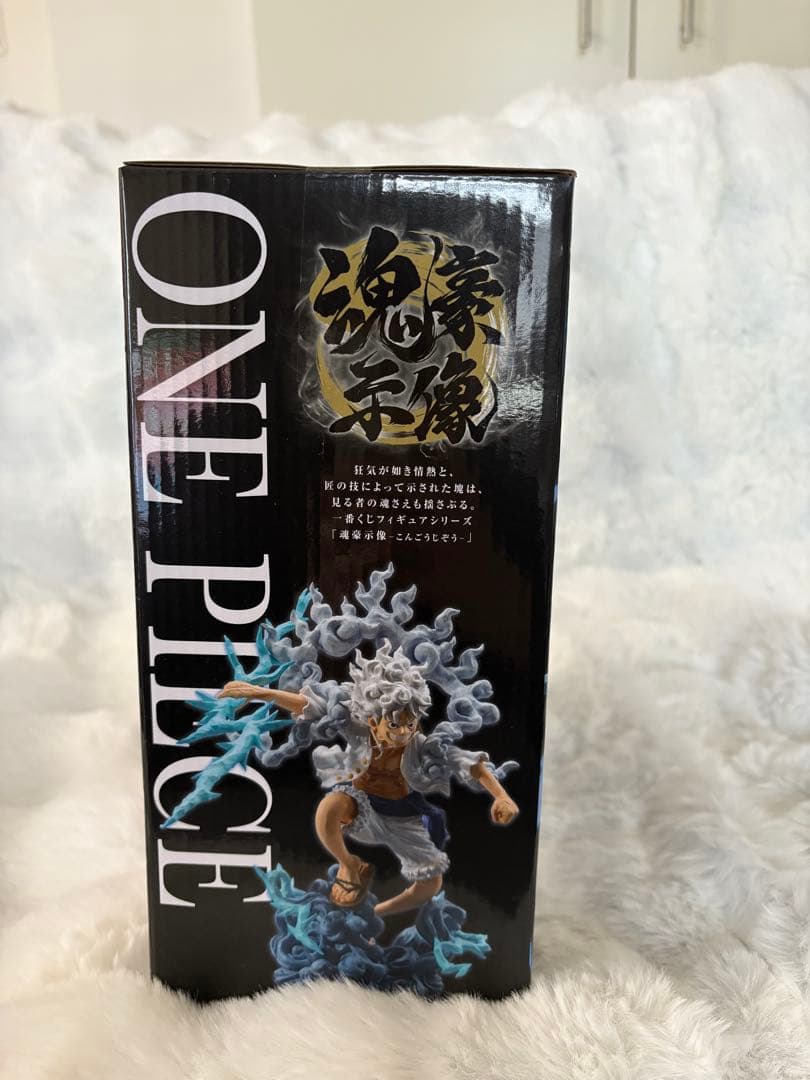 ONE PIECE
魂豪
示像
狂気が如き情熱と、
匠の技によって示された塊は、
見る者の魂さえも揺さぶる。
一番くじフィギュアシリーズ
「魂豪示像–こんごうじぞう–」